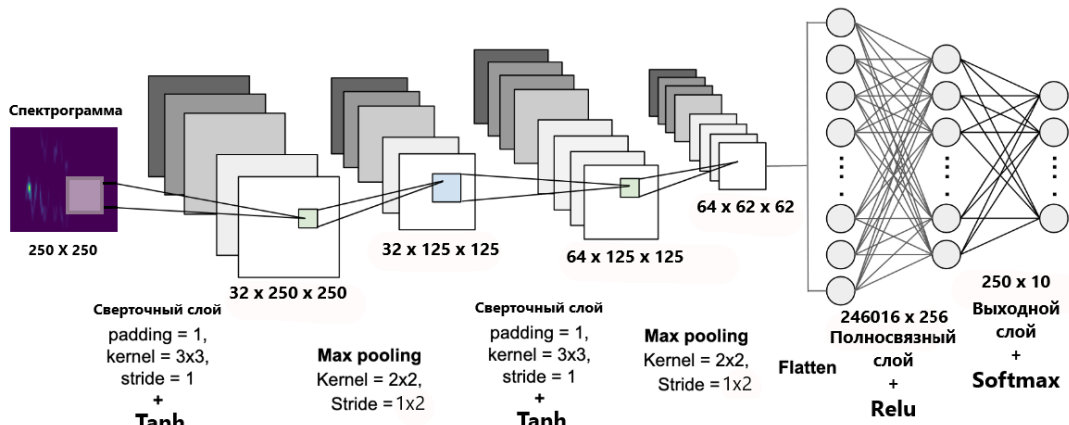 Спектрограмма
250 X 250
32 x 250 x 250
Сверточный слой
padding = 1,
kernel = 3x3,
stride = 1
+
Tanh
32 x 125 x 125
Max pooling
Kernel = 2x2,
Stride = 1x2
64 x 125 x 125
Сверточный слой
padding = 1,
kernel = 3x3,
stride = 1
+
Tanh
64 x 62 x 62
Max pooling
Kernel = 2x2,
Stride = 1x2
Flatten
246016 x 256
Полносвязный
слой
+
Relu
250 x 10
Выходной
слой
+
Softmax